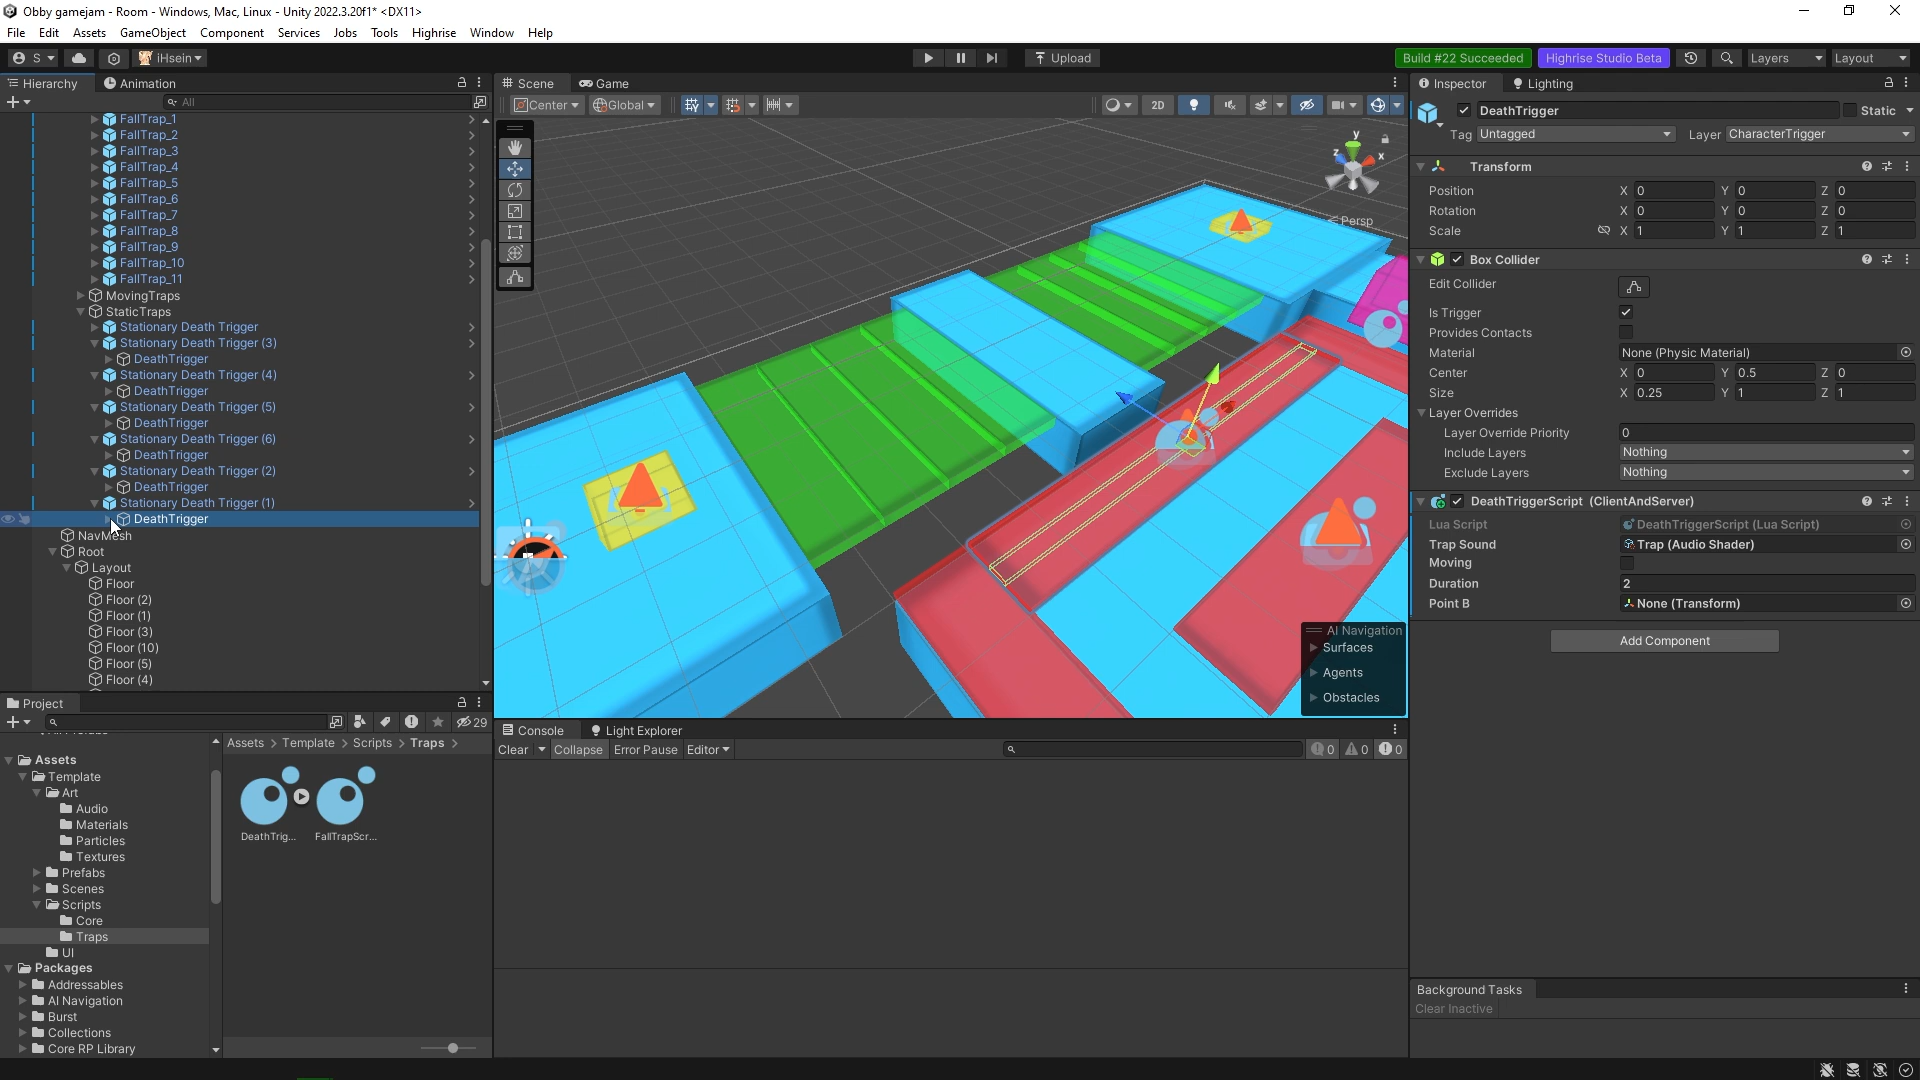 Obby gamejam - Room - Windows, Mac, Linux - Unity 2022.3.20f1* <DX11>
File Edit Assets GameObject Component Services Jobs Tools Highrise Window Help
S iHsein Upload Build #22 Succeeded Highrise Studio Beta Layers Layout
Hierarchy Animation
All
FallTrap_1
FallTrap_2
FallTrap_3
FallTrap_4
FallTrap_5
FallTrap_6
FallTrap_7
FallTrap_8
FallTrap_9
FallTrap_10
FallTrap_11
MovingTraps
StaticTraps
Stationary Death Trigger
Stationary Death Trigger (3)
DeathTrigger
Stationary Death Trigger (4)
DeathTrigger
Stationary Death Trigger (5)
DeathTrigger
Stationary Death Trigger (6)
DeathTrigger
Stationary Death Trigger (2)
DeathTrigger
Stationary Death Trigger (1)
DeathTrigger
NavMesh
Root
Layout
Floor
Floor (2)
Floor (1)
Floor (3)
Floor (10)
Floor (5)
Floor (4)
Scene Game
Center Global 2D
y
z x
Persp
AI Navigation
Surfaces
Agents
Obstacles
Project
29
Assets
Template
Art
Audio
Materials
Particles
Textures
Prefabs
Scenes
Scripts
Core
Traps
UI
Packages
Addressables
AI Navigation
Burst
Collections
Core RP Library
Assets > Template > Scripts > Traps >
DeathTrig... FallTrapScr...
Console Light Explorer
Clear Collapse Error Pause Editor 0 0 0
Inspector Lighting
DeathTrigger Static
Tag Untagged Layer CharacterTrigger
Transform
Position X 0 Y 0 Z 0
Rotation X 0 Y 0 Z 0
Scale X 1 Y 1 Z 1
Box Collider
Edit Collider
Is Trigger
Provides Contacts
Material None (Physic Material)
Center X 0 Y 0.5 Z 0
Size X 0.25 Y 1 Z 1
Layer Overrides
Layer Override Priority 0
Include Layers Nothing
Exclude Layers Nothing
DeathTriggerScript (ClientAndServer)
Lua Script DeathTriggerScript (Lua Script)
Trap Sound Trap (Audio Shader)
Moving
Duration 2
Point B None (Transform)
Add Component
Background Tasks
Clear Inactive